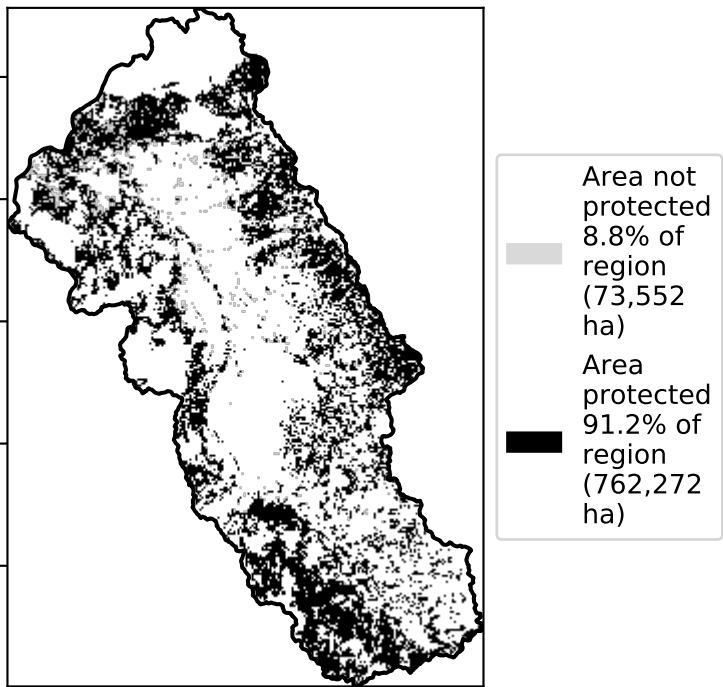 Area not
protected
8.8% of
region
(73,552
ha)
Area
protected
91.2% of
region
(762,272
ha)